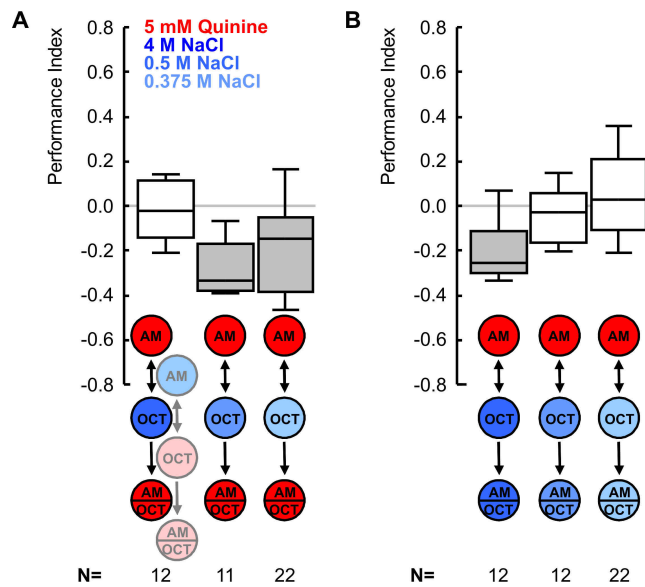 A
5 mM Quinine
4 M NaCl
0.5 M NaCl
0.375 M NaCl
Performance Index
0.8
0.6
0.4
0.2
0.0
-0.2
-0.4
-0.6
-0.8
AM
AM
AM
AM
OCT
OCT
OCT
OCT
AM
OCT
AM
OCT
AM
OCT
AM
OCT
N=
12
11
22
B
Performance Index
0.8
0.6
0.4
0.2
0.0
-0.2
-0.4
-0.6
-0.8
AM
AM
AM
OCT
OCT
OCT
AM
OCT
AM
OCT
AM
OCT
N=
12
12
22